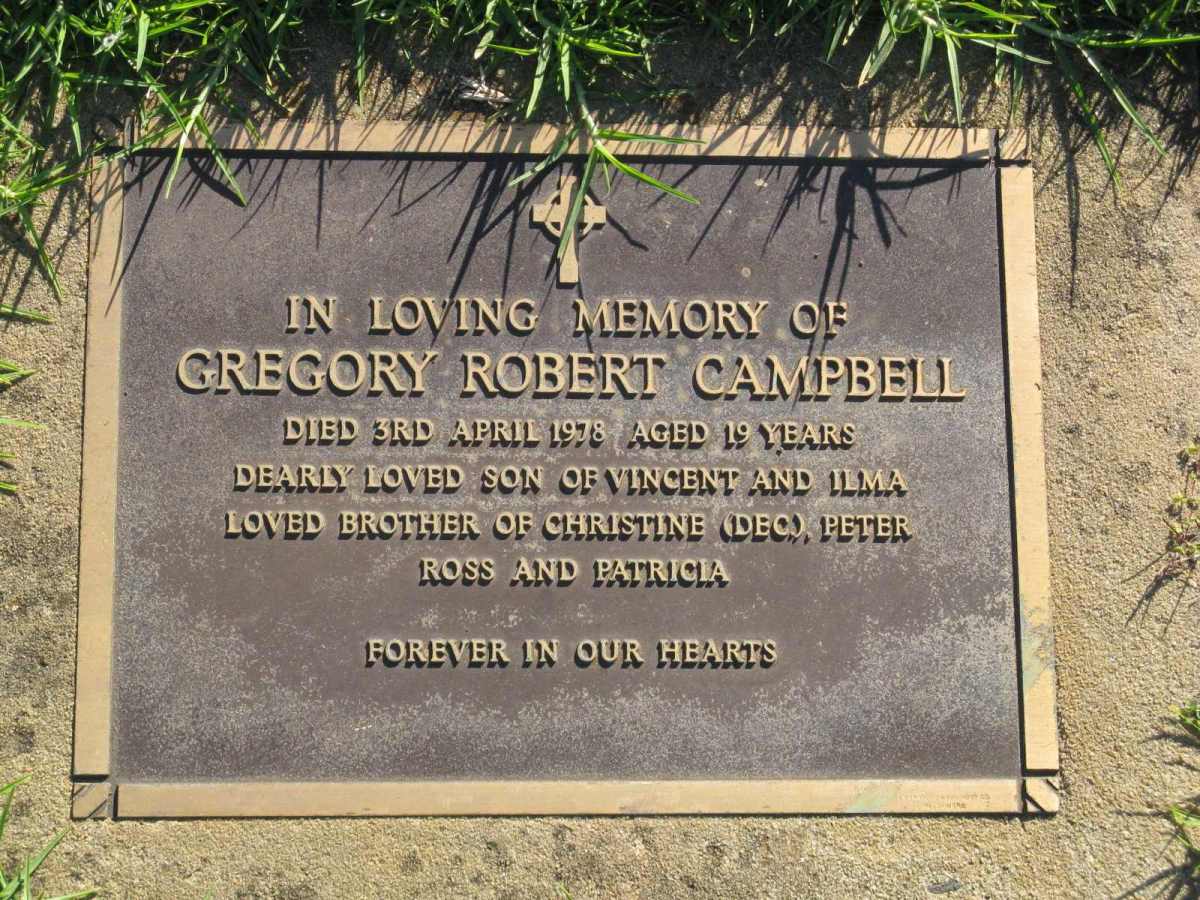 IN LOVING MEMORY OF
GREGORY ROBERT CAMPBELL
DIED 3RD APRIL 1978 AGED 19 YEARS
DEARLY LOVED SON OF VINCENT AND ILMA
LOVED BROTHER OF CHRISTINE (DEC), PETER
ROSS AND PATRICIA
FOREVER IN OUR HEARTS